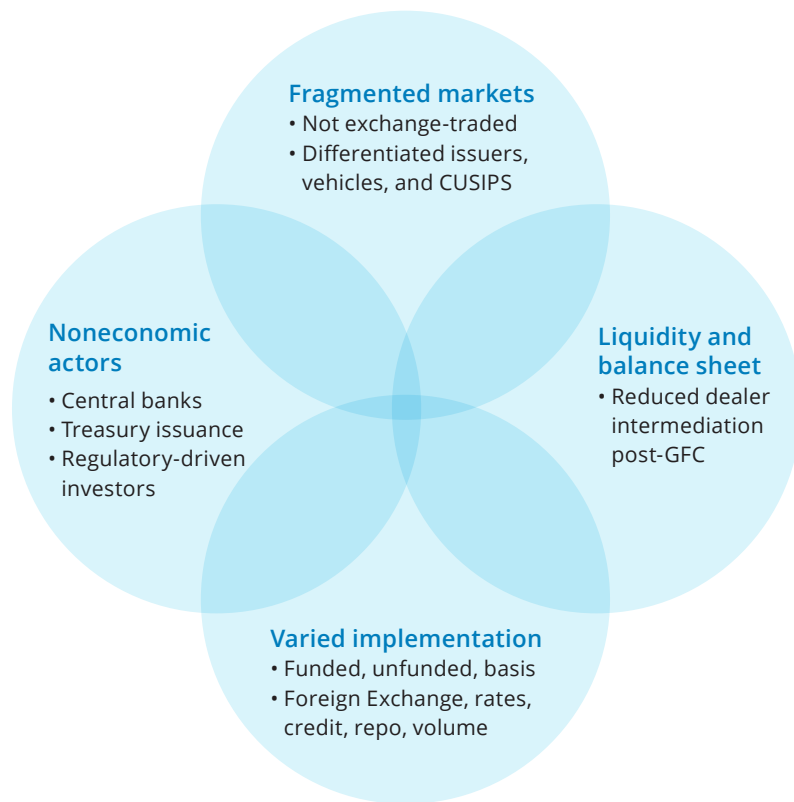 Fragmented markets
• Not exchange-traded
• Differentiated issuers,
vehicles, and CUSIPS
Noneconomic
actors
• Central banks
• Treasury issuance
• Regulatory-driven
investors
Liquidity and
balance sheet
• Reduced dealer
intermediation
post-GFC
Varied implementation
• Funded, unfunded, basis
• Foreign Exchange, rates,
credit, repo, volume